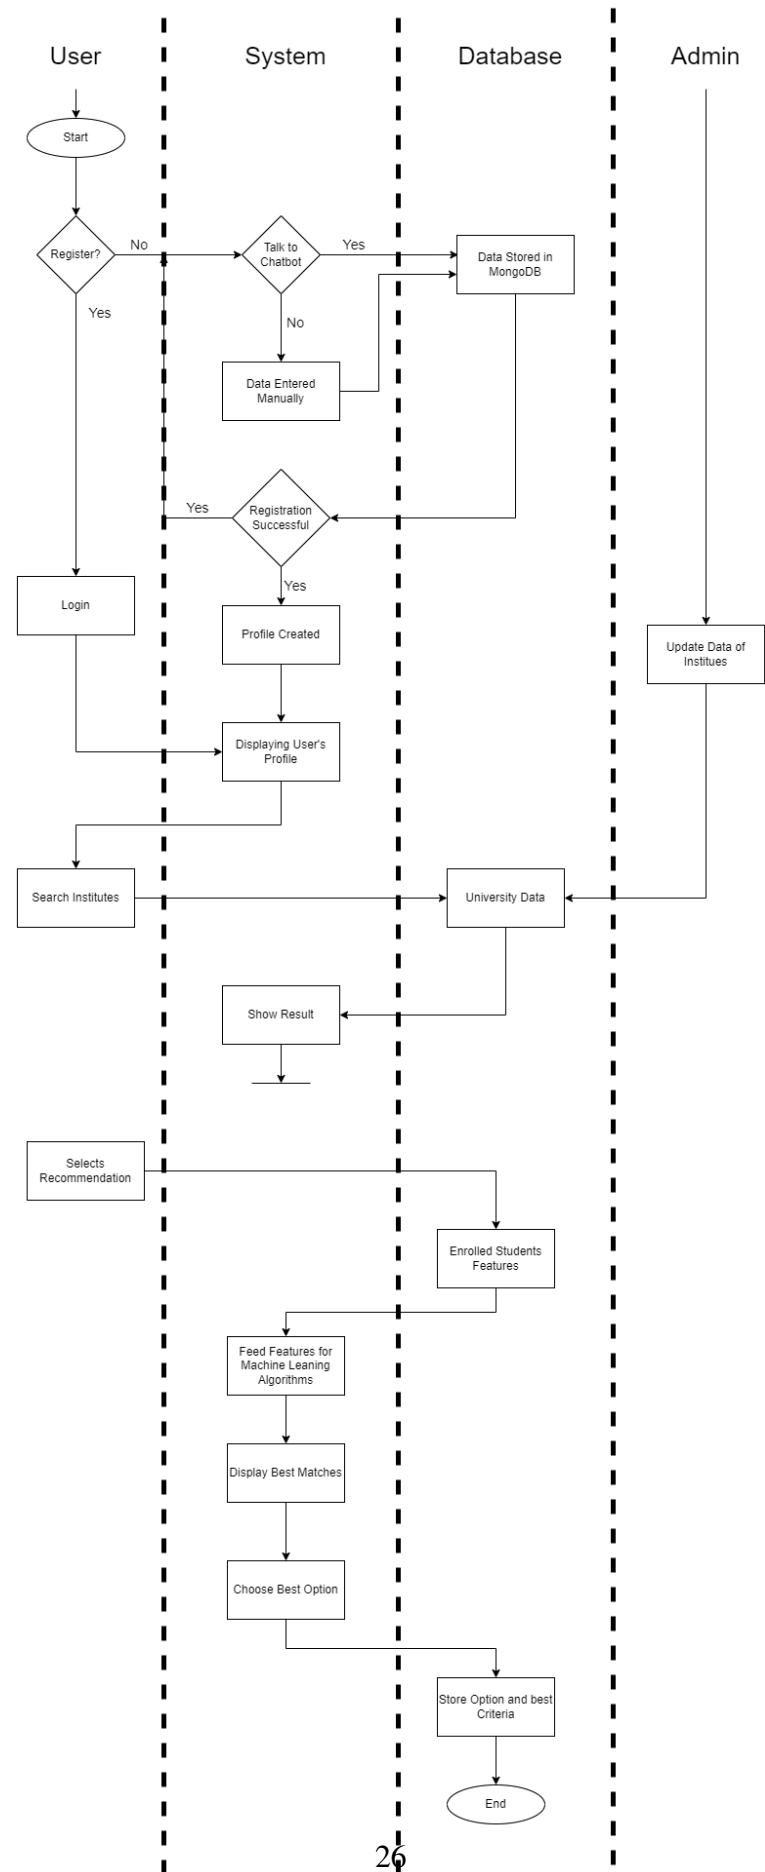 User
System
Database
Admin
Start
Register?
No
Talk to
Chatbot
Yes
Data Stored in
MongoDB
Yes
No
Data Entered
Manually
Yes
Registration
Successful
Yes
Login
Profile Created
Update Data of
Institues
Displaying User's
Profile
Search Institutes
University Data
Show Result
Selects
Recommendation
Enrolled Students
Features
Feed Features for
Machine Leaning
Algorithms
Display Best Matches
Choose Best Option
Store Option and best
Criteria
End
26